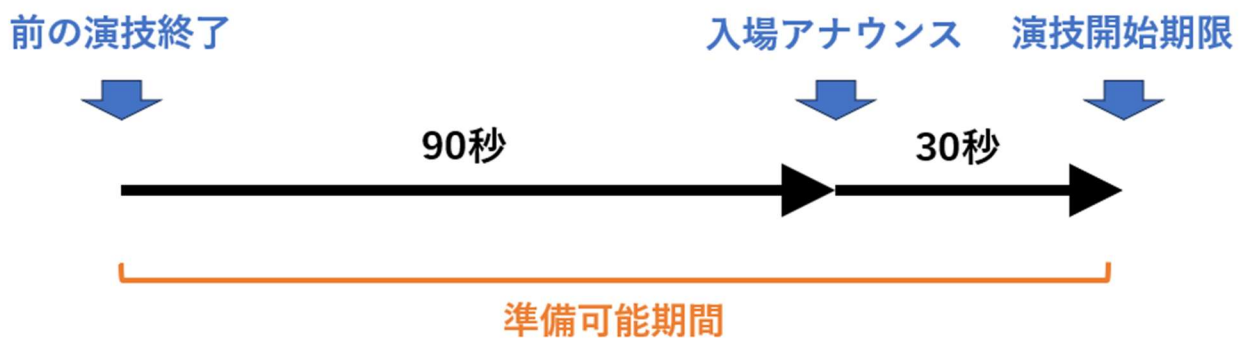 前の演技終了
入場アナウンス
演技開始期限
90秒
30秒
準備可能期間